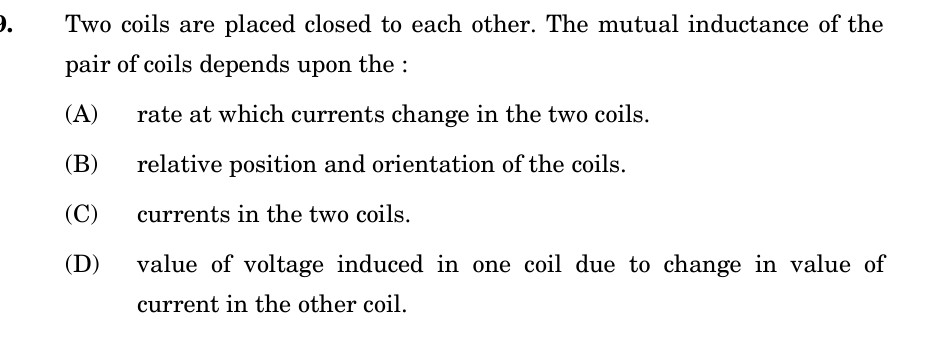 9. Two coils are placed closed to each other. The mutual inductance of the
pair of coils depends upon the :
(A) rate at which currents change in the two coils.
(B) relative position and orientation of the coils.
(C) currents in the two coils.
(D) value of voltage induced in one coil due to change in value of
current in the other coil.